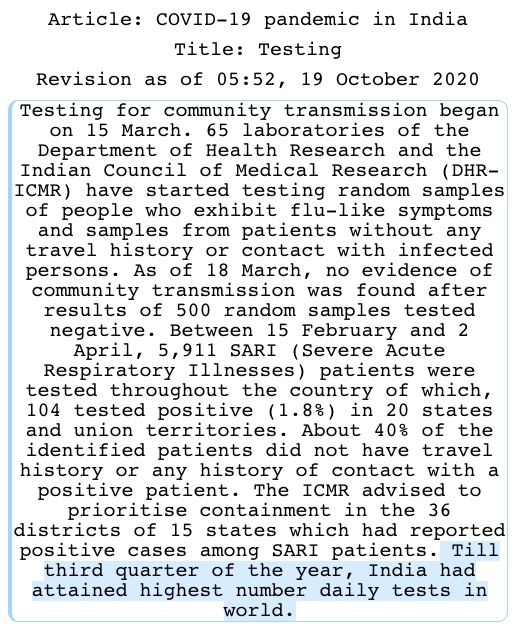 Article: COVID-19 pandemic in India
Title: Testing
Revision as of 05:52, 19 October 2020
Testing for community transmission began
on 15 March. 65 laboratories of the
Department of Health Research and the
Indian Council of Medical Research (DHR-
ICMR) have started testing random samples
of people who exhibit flu-like symptoms
and samples from patients without any
travel history or contact with infected
persons. As of 18 March, no evidence of
community transmission was found after
results of 500 random samples tested
negative. Between 15 February and 2
April, 5,911 SARI (Severe Acute
Respiratory Illnesses) patients were
tested throughout the country of which,
104 tested positive (1.8%) in 20 states
and union territories. About 40% of the
identified patients did not have travel
history or any history of contact with a
positive patient. The ICMR advised to
prioritise containment in the 36
districts of 15 states which had reported
positive cases among SARI patients. Till
third quarter of the year, India had
attained highest number daily tests in
world.